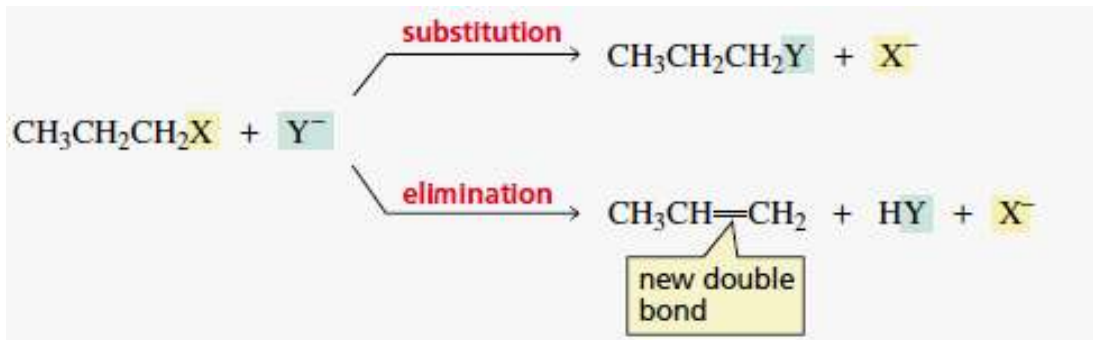 substitution
CH₃CH₂CH₂Y + X⁻
CH₃CH₂CH₂X + Y⁻
elimination
CH₃CH=CH₂ + HY + X⁻
new double
bond